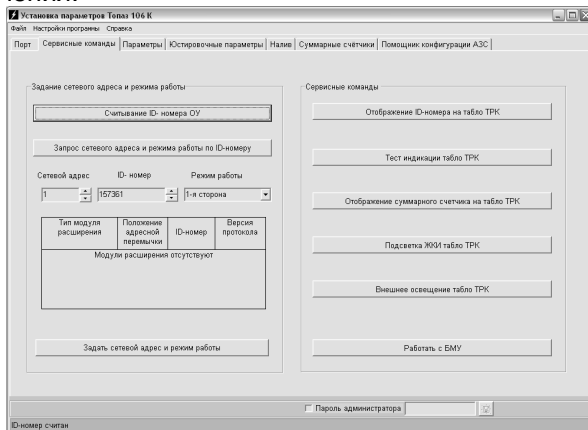 Установка параметров Топаз 106 К
Файл Настройки программы Справка
Порт Сервисные команды Параметры Юстировочные параметры Налив Суммарные счётчики Помощник конфигурации АЗС
Задание сетевого адреса и режима работы
Считывание ID- номера ОУ
Запрос сетевого адреса и режима работы по ID-номеру
Сетевой адрес ID- номер Режим работы
1 157361 1-я сторона
Тип модуля расширения Положение адресной перемычки ID-номер Версия протокола
Модули расширения отсутствуют
Задать сетевой адрес и режим работы
Сервисные команды
Отображение ID-номера на табло ТРК
Тест индикации табло ТРК
Отображение суммарного счетчика на табло ТРК
Подсветка ЖКИ табло ТРК
Внешнее освещение табло ТРК
Работать с БМУ
Пароль администратора
ID-номер считан